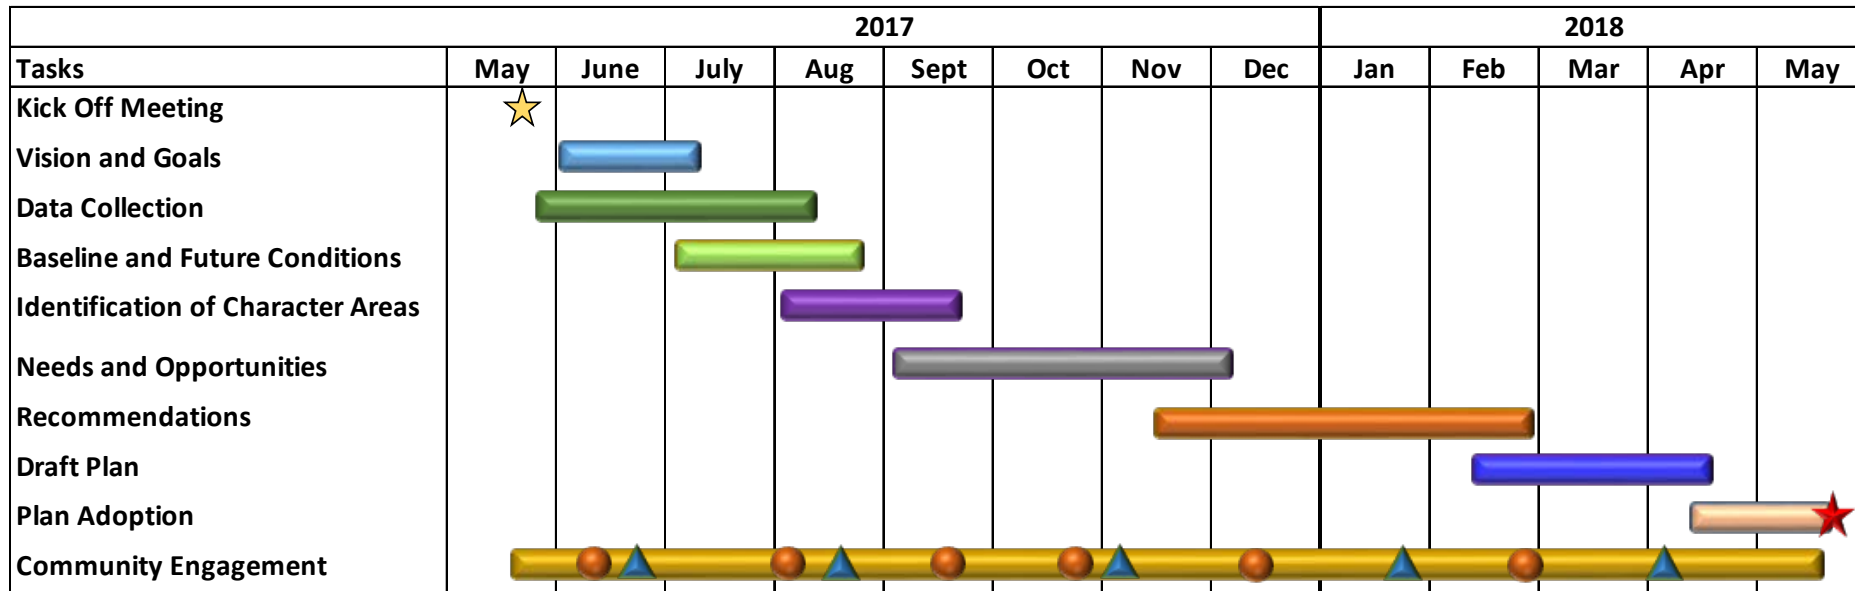 2017 2018
Tasks May June July Aug Sept Oct Nov Dec Jan Feb Mar Apr May
Kick Off Meeting
Vision and Goals
Data Collection
Baseline and Future Conditions
Identification of Character Areas
Needs and Opportunities
Recommendations
Draft Plan
Plan Adoption
Community Engagement